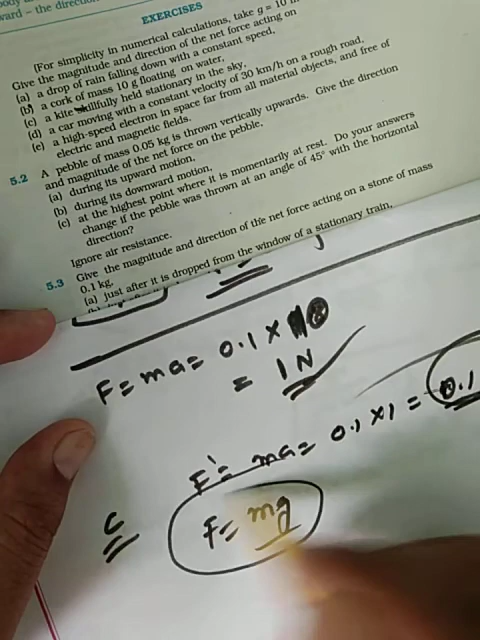 ward – the direction
EXERCISES
[For simplicity in numerical calculations, take g = 10 m
Give the magnitude and direction of the net force acting on
(a) a drop of rain falling down with a constant speed,
(b) a cork of mass 10 g floating on water,
(c) a kite skillfully held stationary in the sky,
(d) a car moving with a constant velocity of 30 km/h on a rough road,
(e) a high-speed electron in space far from all material objects, and free of
electric and magnetic fields.
5.2 A pebble of mass 0.05 kg is thrown vertically upwards. Give the direction
and magnitude of the net force on the pebble,
(a) during its upward motion,
(b) during its downward motion,
(c) at the highest point where it is momentarily at rest. Do your answers
change if the pebble was thrown at an angle of 45° with the horizontal
direction?
Ignore air resistance.
5.3 Give the magnitude and direction of the net force acting on a stone of mass
0.1 kg,
(a) just after it is dropped from the window of a stationary train,
F = ma = 0.1 × 10
= 1 N
F' = ma = 0.1 × 1 = 0.1
C
F = mg